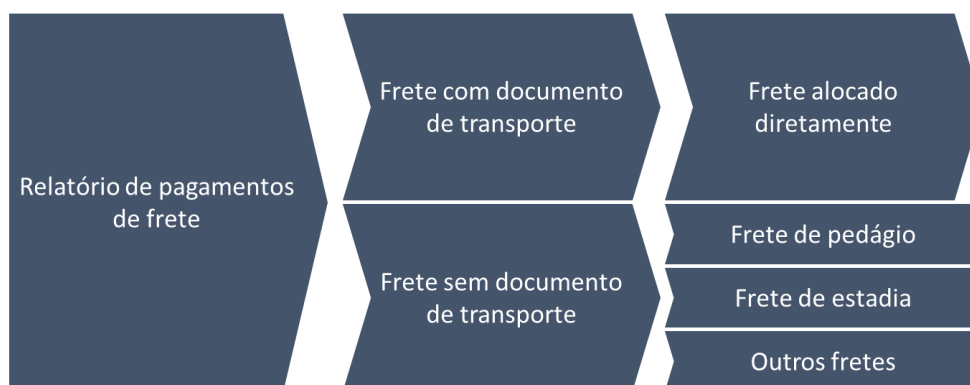 Relatório de pagamentos
de frete
Frete com documento
de transporte
Frete alocado
diretamente
Frete sem documento
de transporte
Frete de pedágio
Frete de estadia
Outros fretes